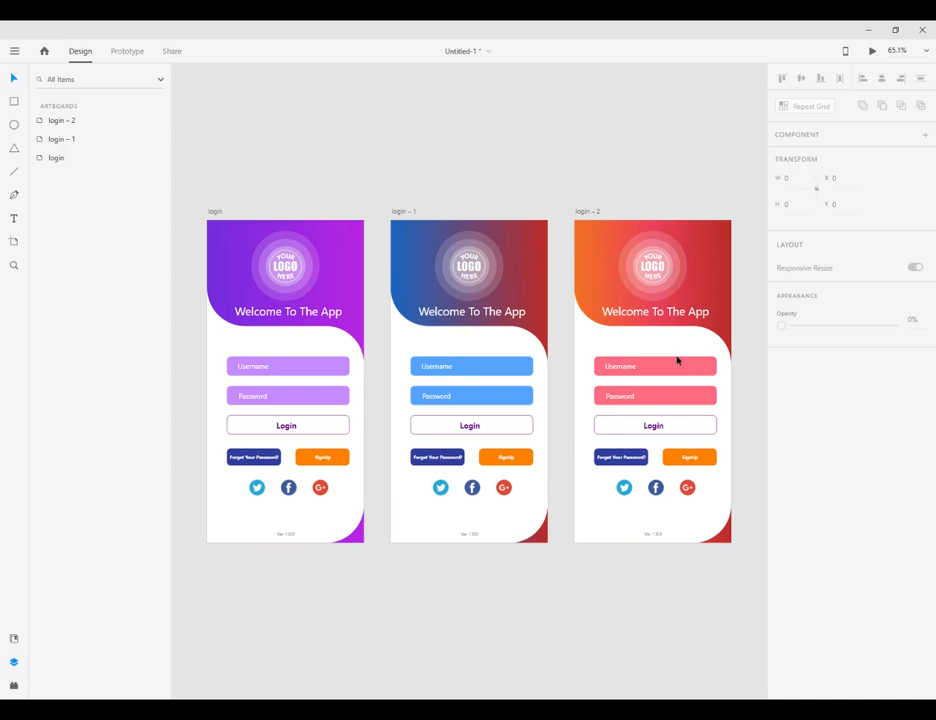 Design
Prototype
Share
Untitled-1 *
65.1%
All Items
ARTBOARDS
login – 2
login – 1
login
Repeat Grid
COMPONENT
TRANSFORM
W 0
X 0
H 0
Y 0
LAYOUT
Responsive Resize
APPEARANCE
Opacity
0%
login
YOUR
LOGO
HERE
Welcome To The App
Username
Password
Login
Forget Your Password?
SignUp
Ver 1.0.0
login – 1
YOUR
LOGO
HERE
Welcome To The App
Username
Password
Login
Forget Your Password?
SignUp
Ver 1.0.0
login – 2
YOUR
LOGO
HERE
Welcome To The App
Username
Password
Login
Forget Your Password?
SignUp
Ver 1.0.0